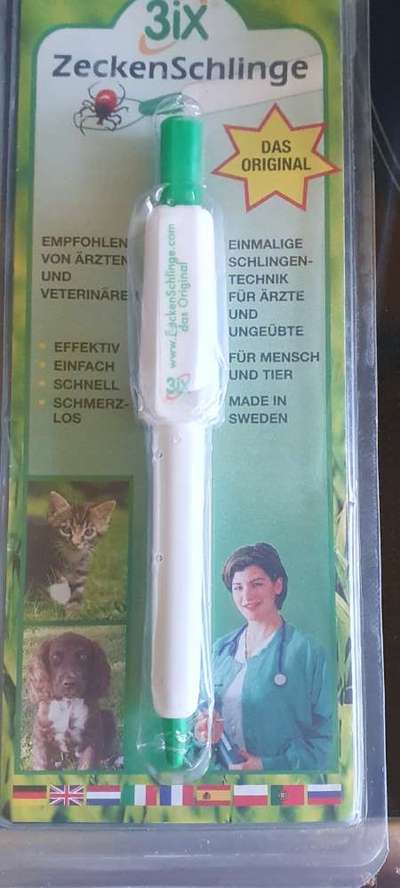 3iX
ZeckenSchlinge
DAS
ORIGINAL
EMPFOHLEN
VON ÄRZTEN
UND
VETERINÄRE
EFFEKTIV
EINFACH
SCHNELL
SCHMERZ-
LOS
EINMALIGE
SCHLINGEN-
TECHNIK
FÜR ÄRZTE
UND
UNGEÜBTE
FÜR MENSCH
UND TIER
MADE IN
SWEDEN
3iX www.ZeckenSchlinge.com
das Original